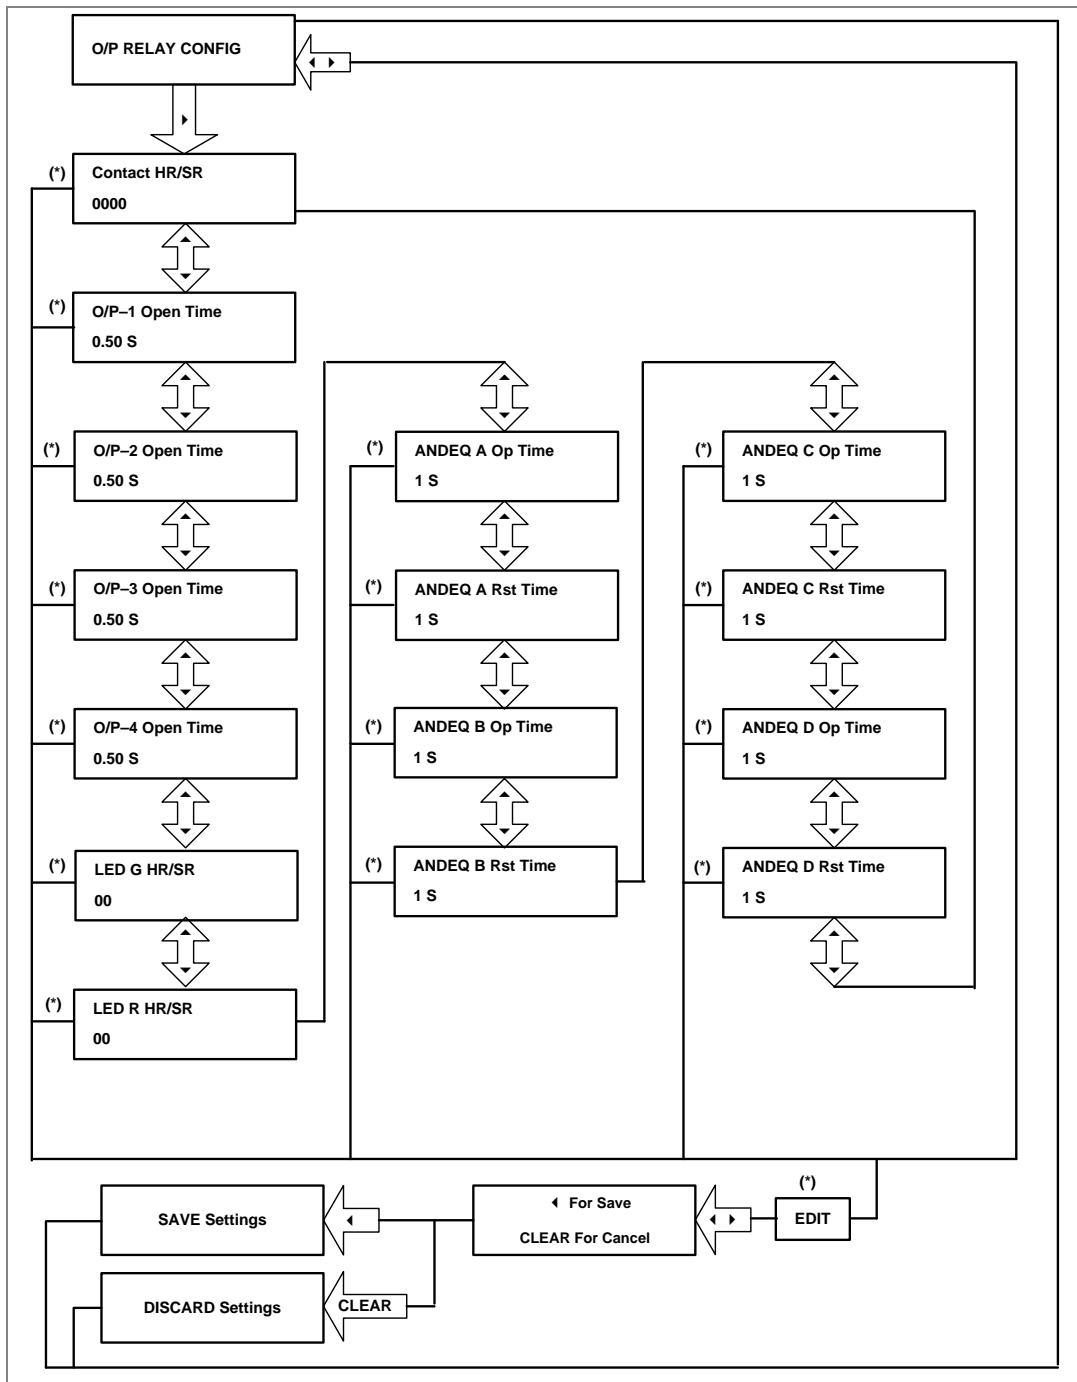 O/P RELAY CONFIG
(*)
Contact HR/SR
0000
(*)
O/P–1 Open Time
0.50 S
(*)
O/P–2 Open Time
0.50 S
(*)
O/P–3 Open Time
0.50 S
(*)
O/P–4 Open Time
0.50 S
(*)
LED G HR/SR
00
(*)
LED R HR/SR
00
(*)
ANDEQ A Op Time
1 S
(*)
ANDEQ A Rst Time
1 S
(*)
ANDEQ B Op Time
1 S
(*)
ANDEQ B Rst Time
1 S
(*)
ANDEQ C Op Time
1 S
(*)
ANDEQ C Rst Time
1 S
(*)
ANDEQ D Op Time
1 S
(*)
ANDEQ D Rst Time
1 S
(*)
EDIT
For Save
CLEAR For Cancel
SAVE Settings
CLEAR
DISCARD Settings